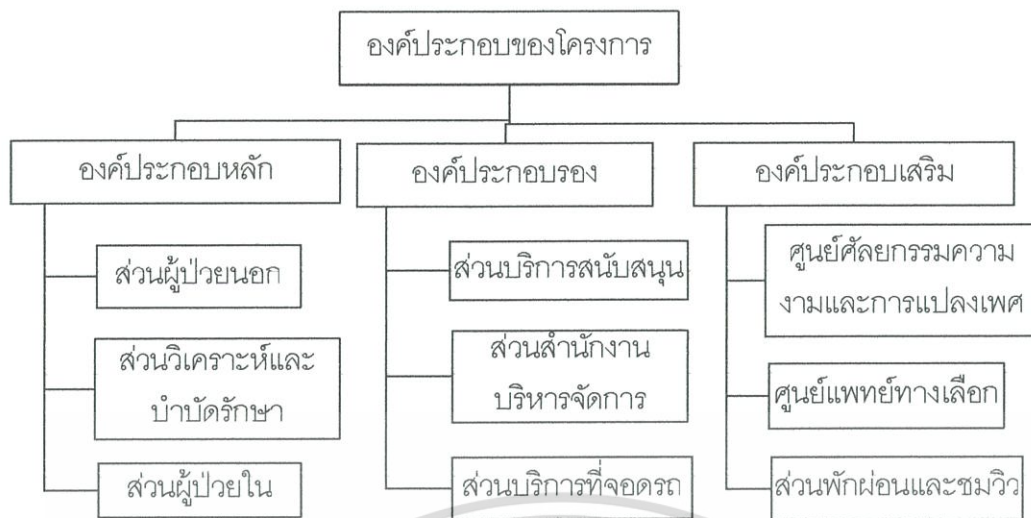 องค์ประกอบของโครงการ
องค์ประกอบหลัก
ส่วนผู้ป่วยนอก
ส่วนวิเคราะห์และ
บำบัดรักษา
ส่วนผู้ป่วยใน
องค์ประกอบรอง
ส่วนบริการสนับสนุน
ส่วนสำนักงาน
บริหารจัดการ
ส่วนบริการที่จอดรถ
องค์ประกอบเสริม
ศูนย์ศัลยกรรมความ
งามและการแปลงเพศ
ศูนย์แพทย์ทางเลือก
ส่วนพักผ่อนและชมวิว